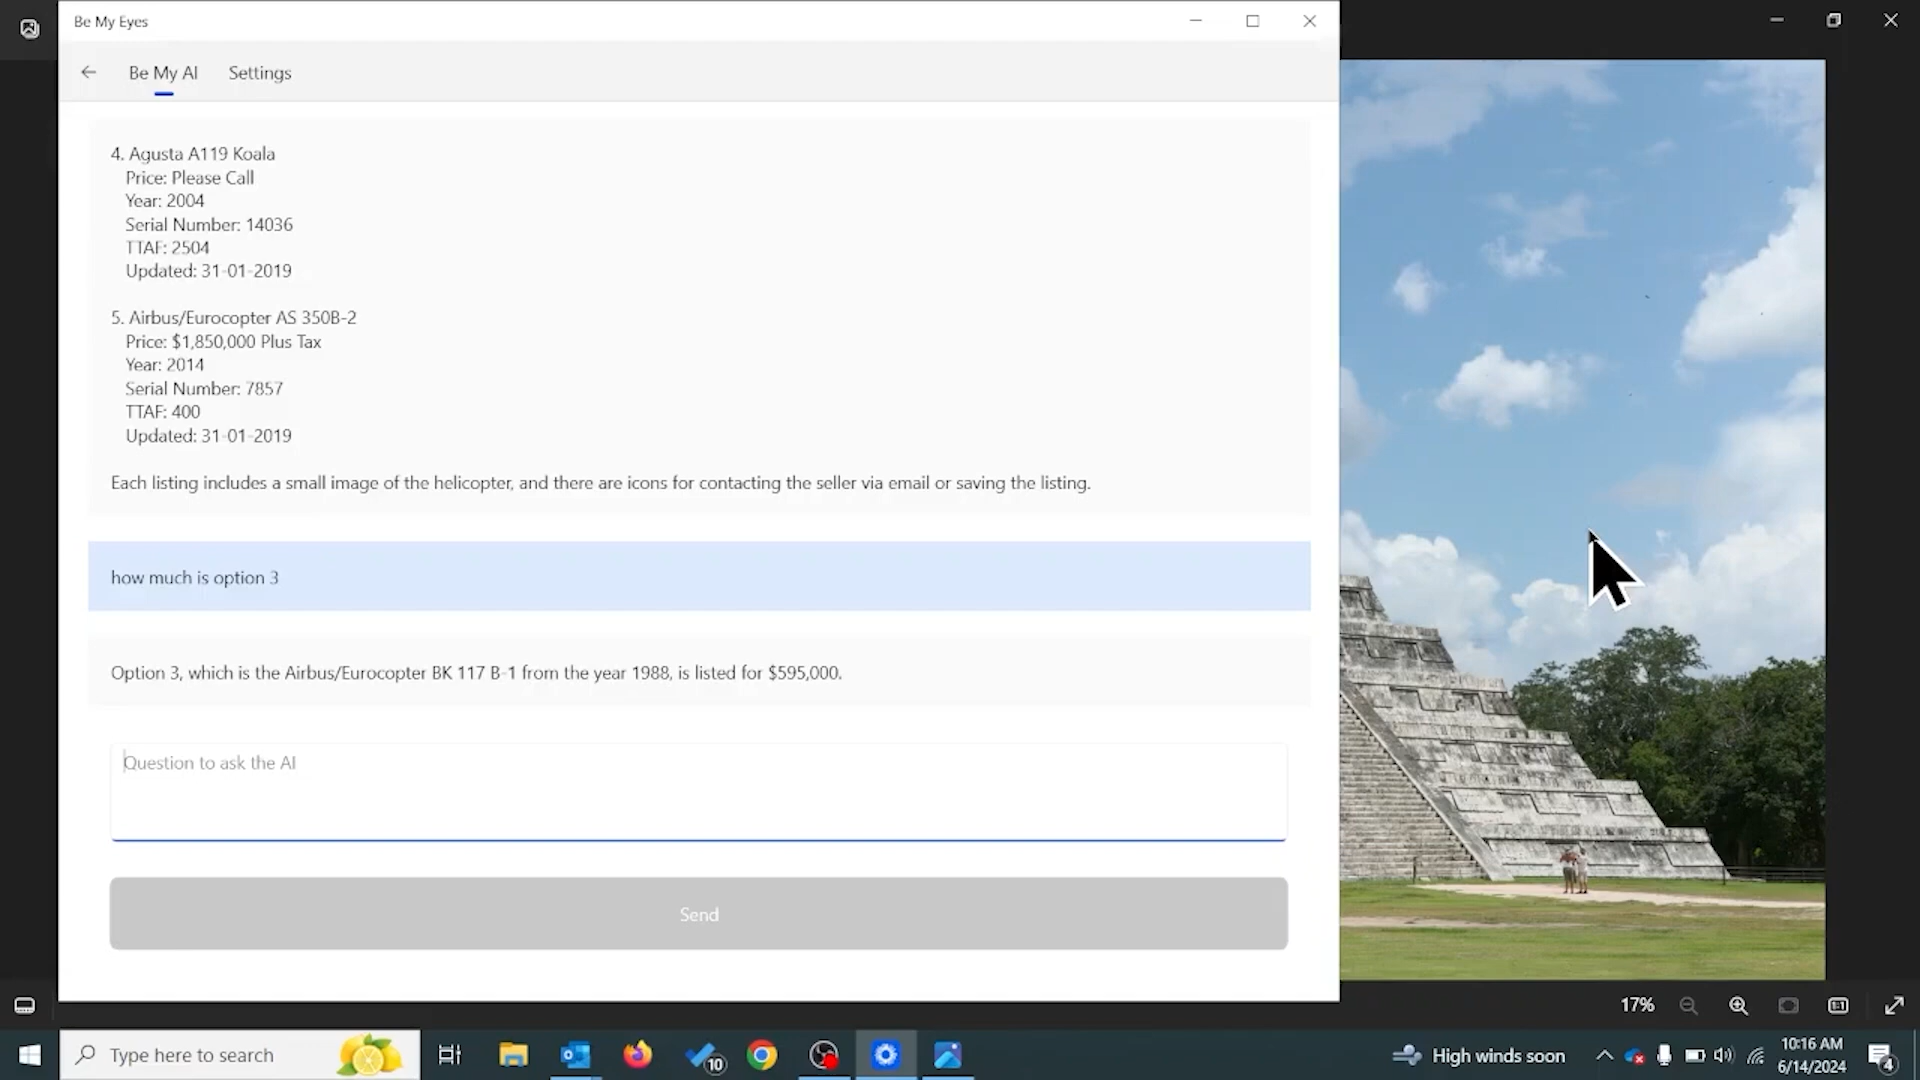 Be My Eyes
Be My AI Settings
4. Agusta A119 Koala
Price: Please Call
Year: 2004
Serial Number: 14036
TTAF: 2504
Updated: 31-01-2019
5. Airbus/Eurocopter AS 350B-2
Price: $1,850,000 Plus Tax
Year: 2014
Serial Number: 7857
TTAF: 400
Updated: 31-01-2019
Each listing includes a small image of the helicopter, and there are icons for contacting the seller via email or saving the listing.
how much is option 3
Option 3, which is the Airbus/Eurocopter BK 117 B-1 from the year 1988, is listed for $595,000.
Question to ask the AI
Send
17%
1:1
Type here to search
10
High winds soon
10:16 AM
6/14/2024
4